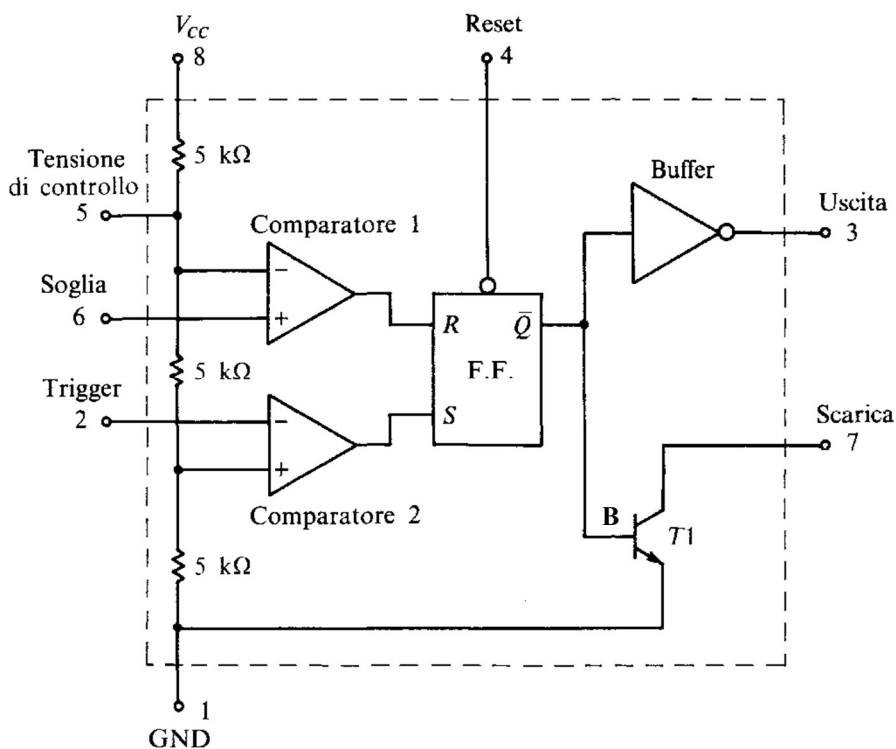 V_CC
8
Reset
4
5 kΩ
Tensione
di controllo
5
Buffer
Uscita
3
Comparatore 1
−
Soglia
6
+
R
Q̅
F.F.
5 kΩ
Trigger
2
−
S
Scarica
7
+
Comparatore 2
B
T1
5 kΩ
1
GND